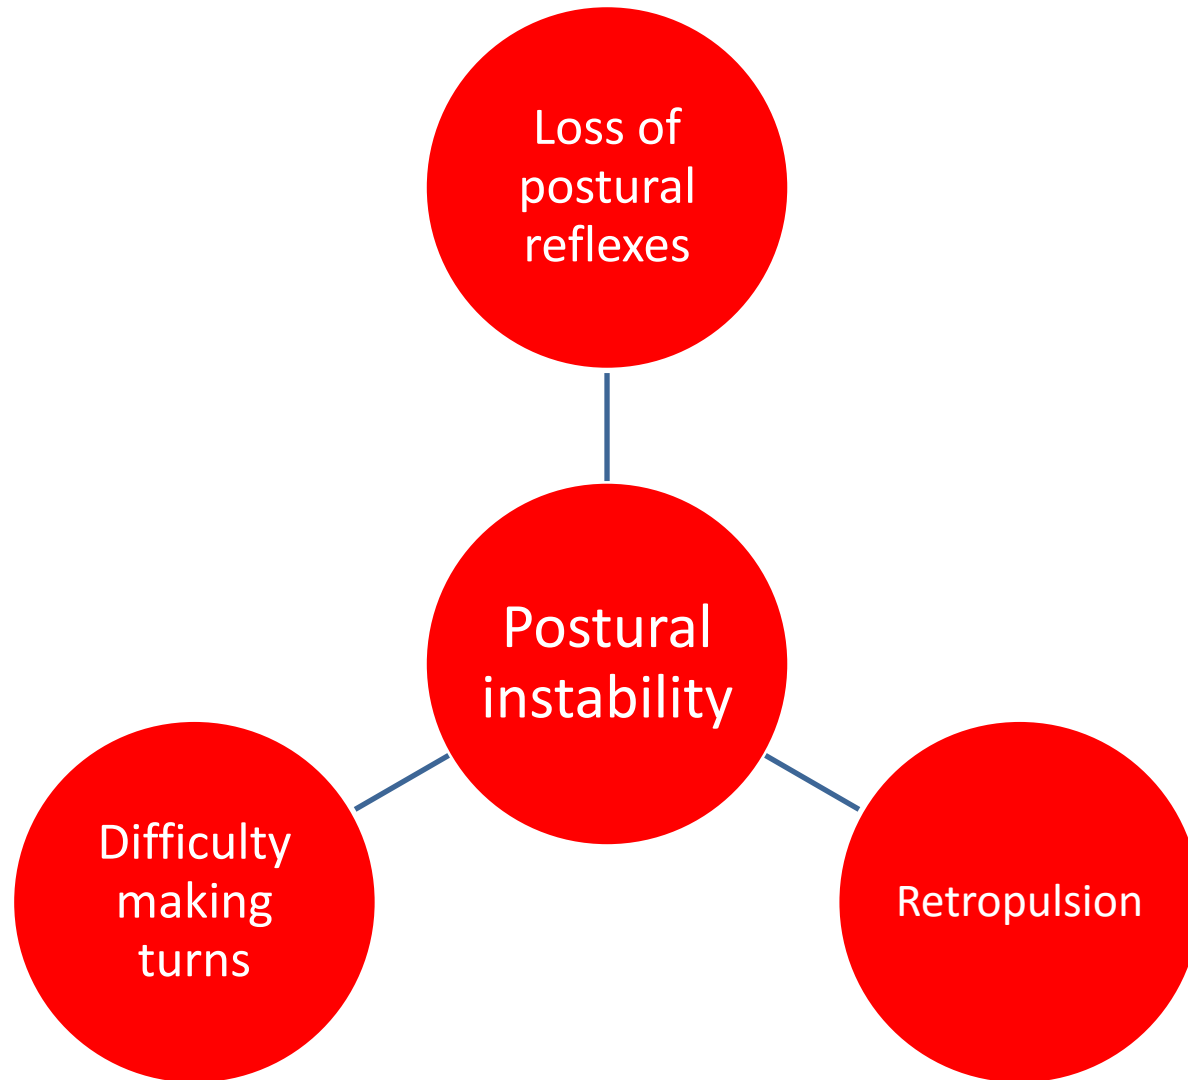 Loss of
postural
reflexes
Postural
instability
Difficulty
making
turns
Retropulsion